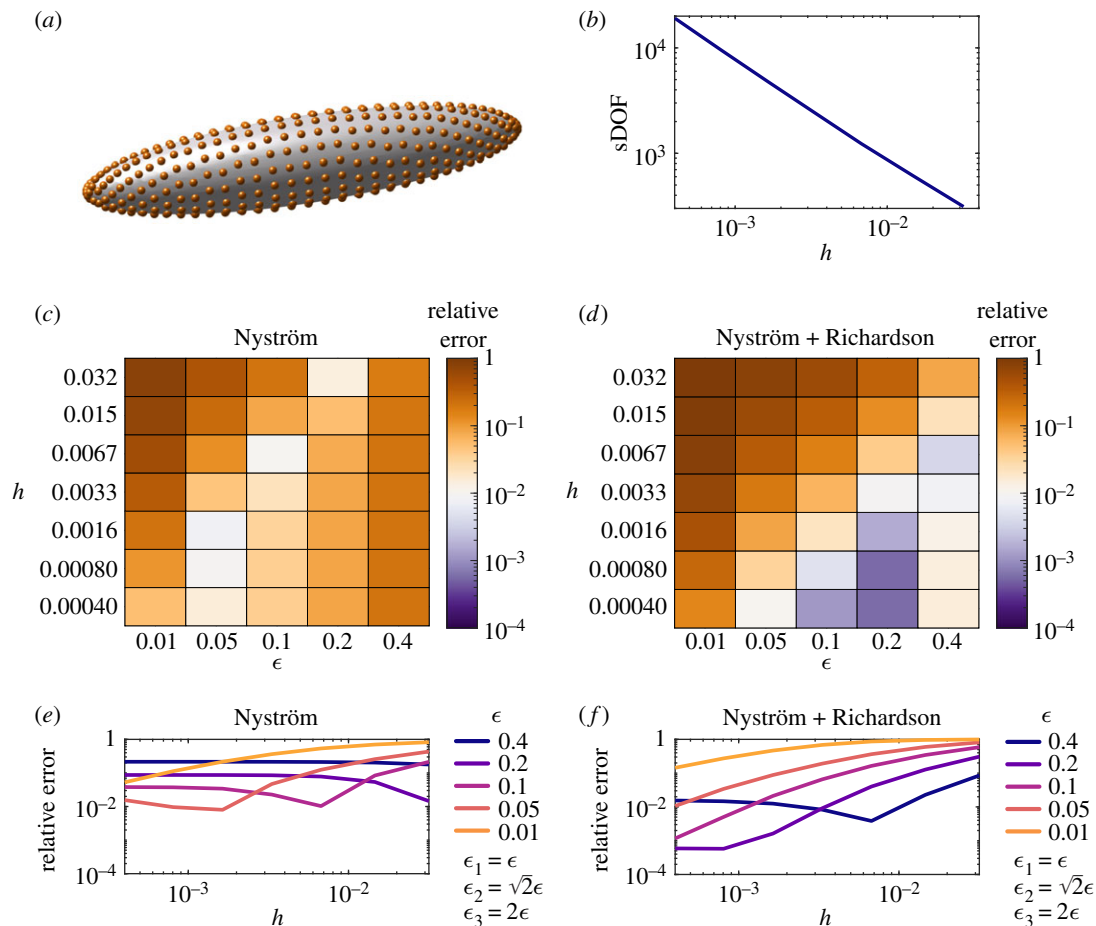 (a)
(b)
10^4
sDOF
10^3
10^-3
10^-2
h
(c)
Nyström
relative
error
0.032
0.015
0.0067
h
0.0033
0.0016
0.00080
0.00040
0.01 0.05 0.1 0.2 0.4
ϵ
1
10^-1
10^-2
10^-3
10^-4
(d)
Nyström + Richardson
relative
error
0.032
0.015
0.0067
h
0.0033
0.0016
0.00080
0.00040
0.01 0.05 0.1 0.2 0.4
ϵ
1
10^-1
10^-2
10^-3
10^-4
(e)
Nyström
relative error
1
10^-2
10^-4
10^-3
10^-2
h
ϵ
0.4
0.2
0.1
0.05
0.01
ϵ_1 = ϵ
ϵ_2 = √2ϵ
ϵ_3 = 2ϵ
(f)
Nyström + Richardson
relative error
1
10^-2
10^-4
10^-3
10^-2
h
ϵ
0.4
0.2
0.1
0.05
0.01
ϵ_1 = ϵ
ϵ_2 = √2ϵ
ϵ_3 = 2ϵ